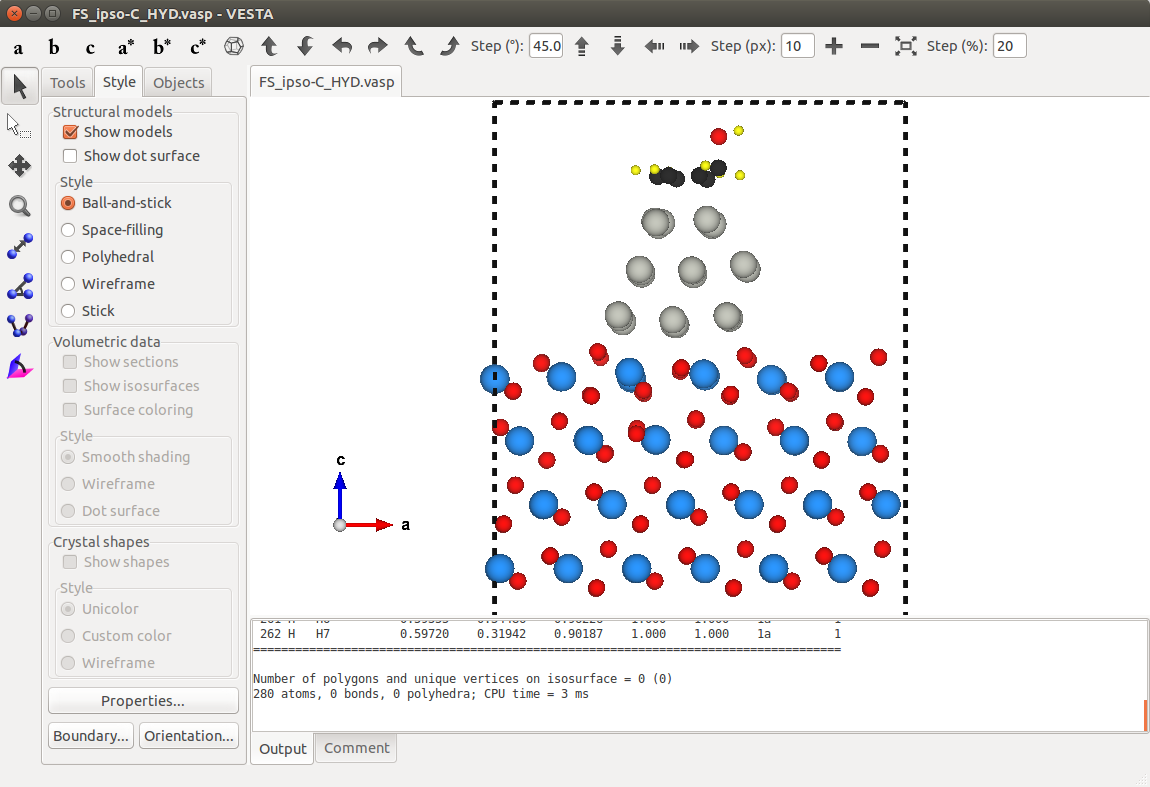 FS_ipso-C_HYD.vasp - VESTA
a b c a* b* c* Step (°): 45.0 Step (px): 10 Step (%): 20
Tools Style Objects
FS_ipso-C_HYD.vasp
Structural models
Show models
Show dot surface
Style
Ball-and-stick
Space-filling
Polyhedral
Wireframe
Stick
Volumetric data
Show sections
Show isosurfaces
Surface coloring
Style
Smooth shading
Wireframe
Dot surface
Crystal shapes
Show shapes
Style
Unicolor
Custom color
Wireframe
Properties...
Boundary... Orientation...
c
a
262 H H7 0.59720 0.31942 0.90187 1.000 1.000 1a 1
Number of polygons and unique vertices on isosurface = 0 (0)
280 atoms, 0 bonds, 0 polyhedra; CPU time = 3 ms
Output Comment